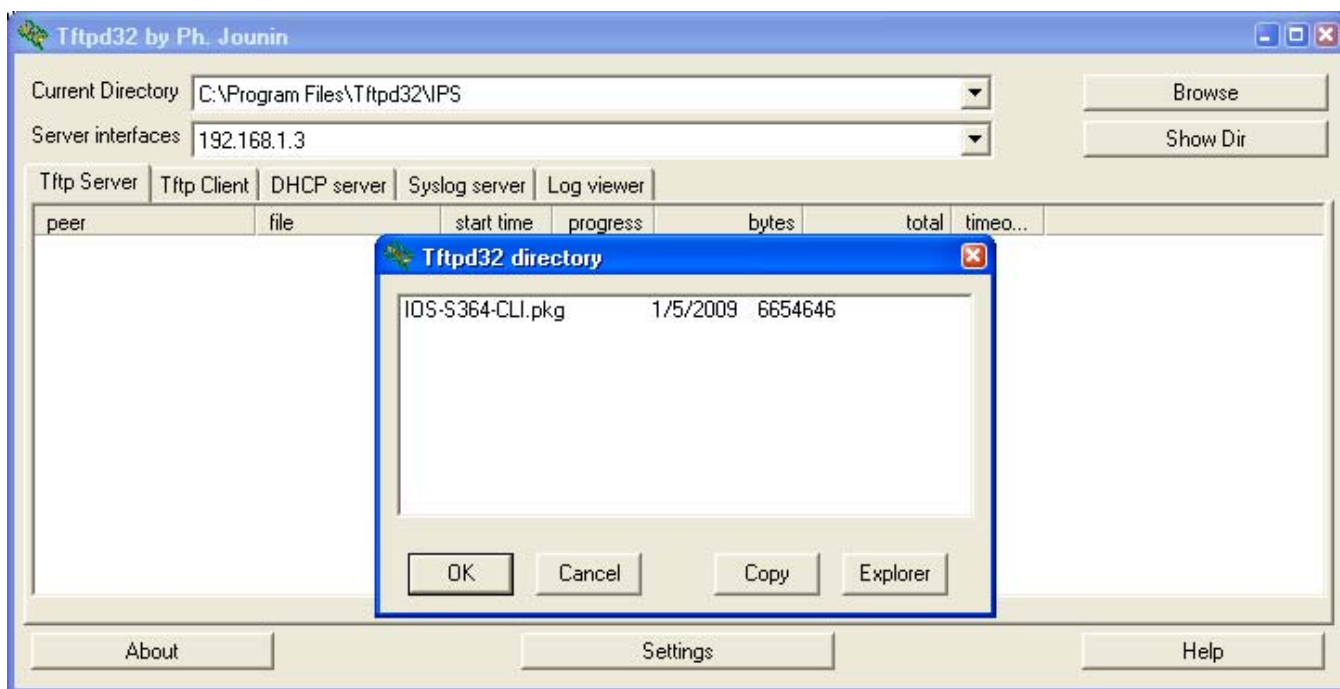 Tftpd32 by Ph. Jounin
Current Directory C:\Program Files\Tftpd32\IPS Browse
Server interfaces 192.168.1.3 Show Dir
Tftp Server Tftp Client DHCP server Syslog server Log viewer
peer file start time progress bytes total timeo...
Tftpd32 directory
IOS-S364-CLI.pkg 1/5/2009 6654646
OK Cancel Copy Explorer
About Settings Help